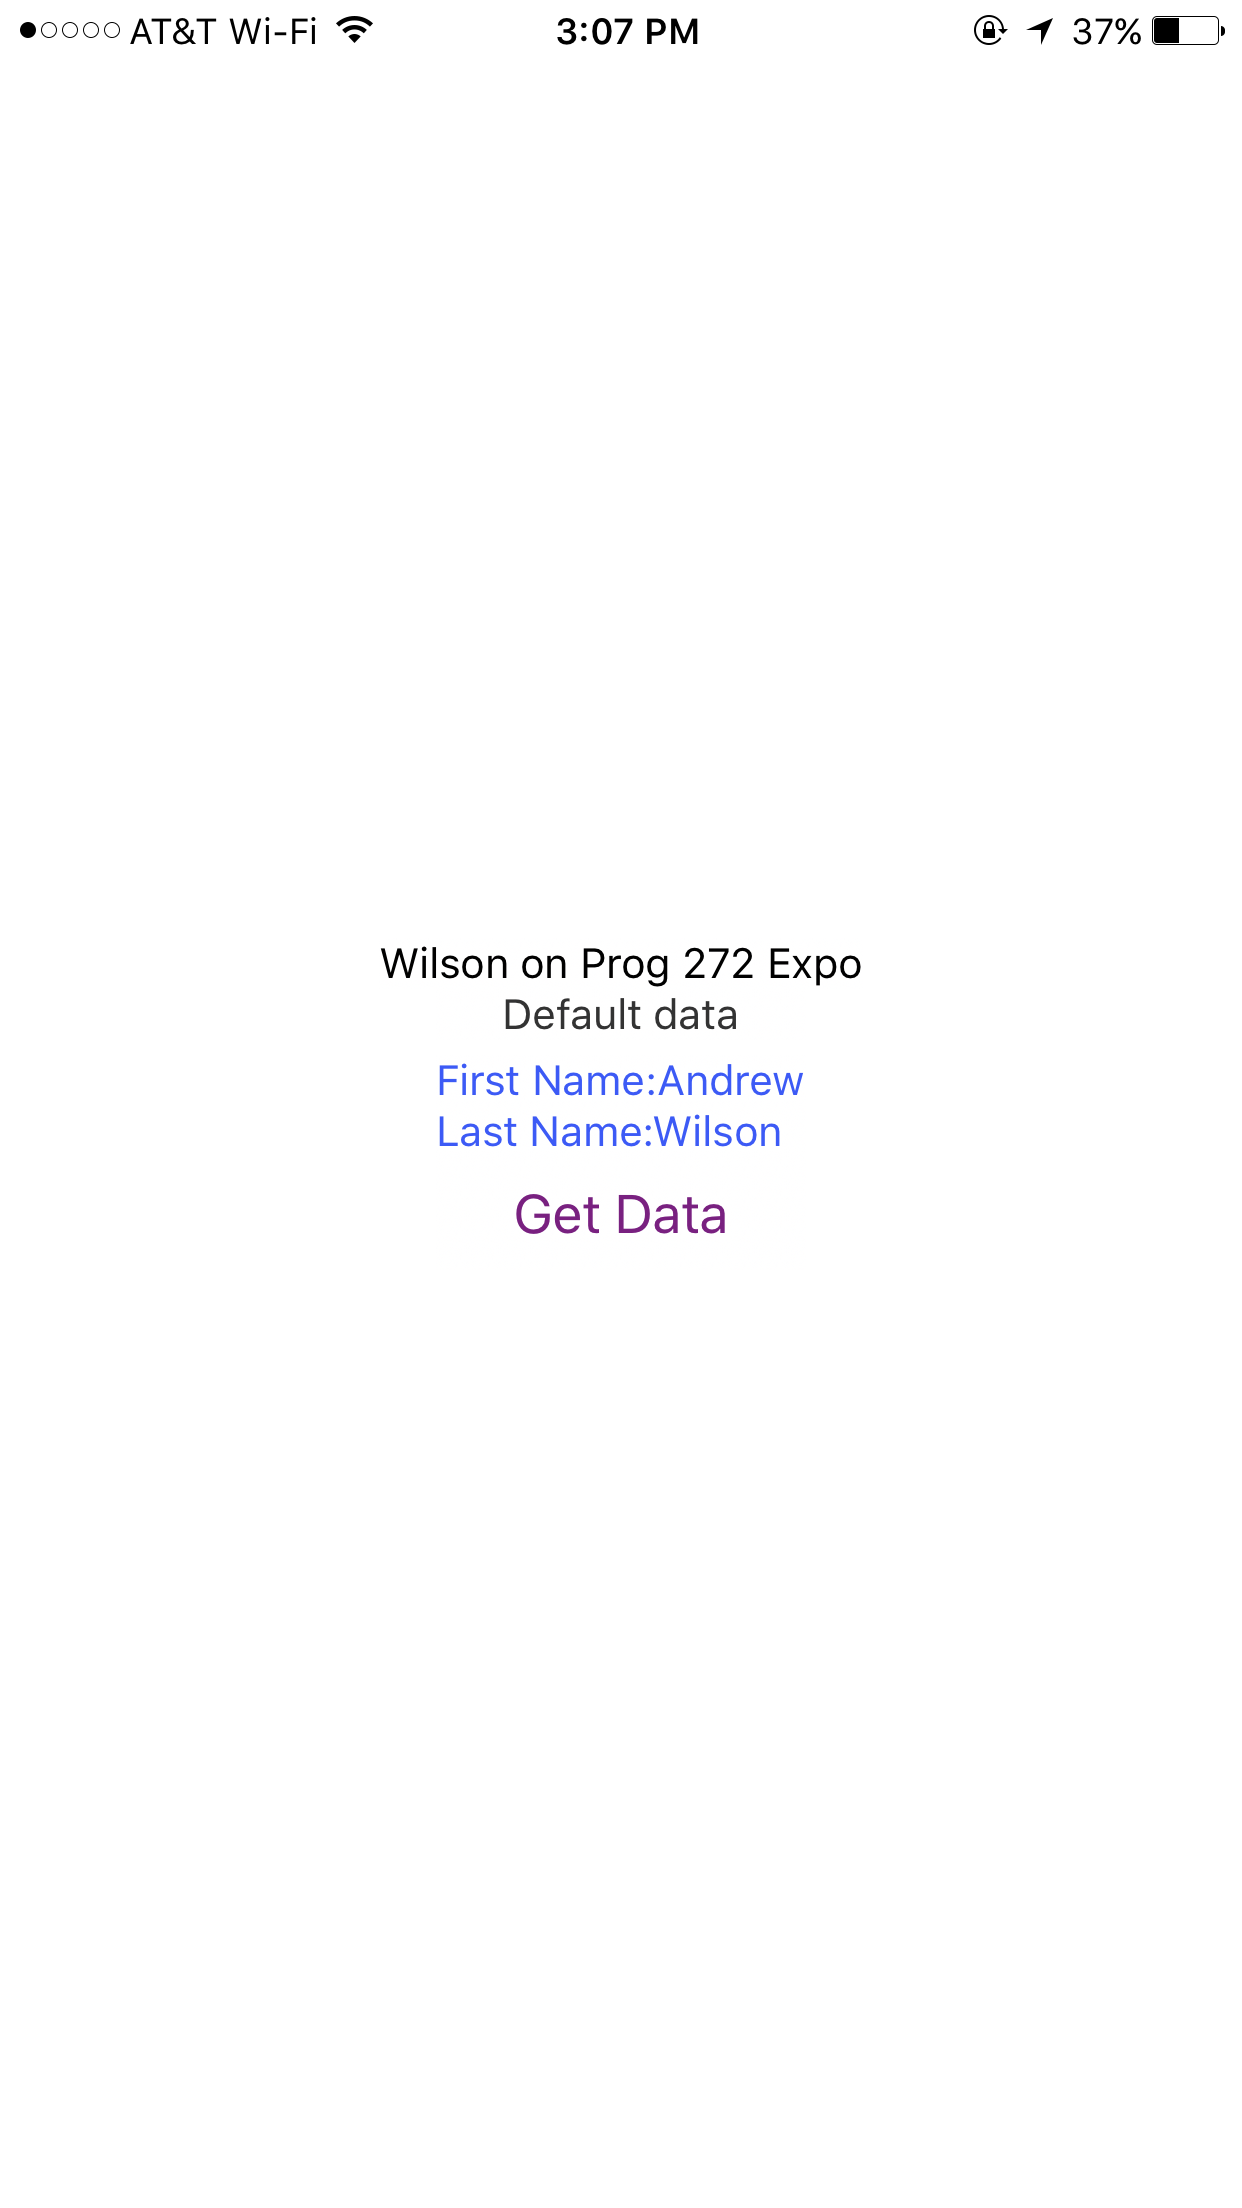 AT&T Wi-Fi 3:07 PM 37%
Wilson on Prog 272 Expo
Default data
First Name:Andrew
Last Name:Wilson
Get Data